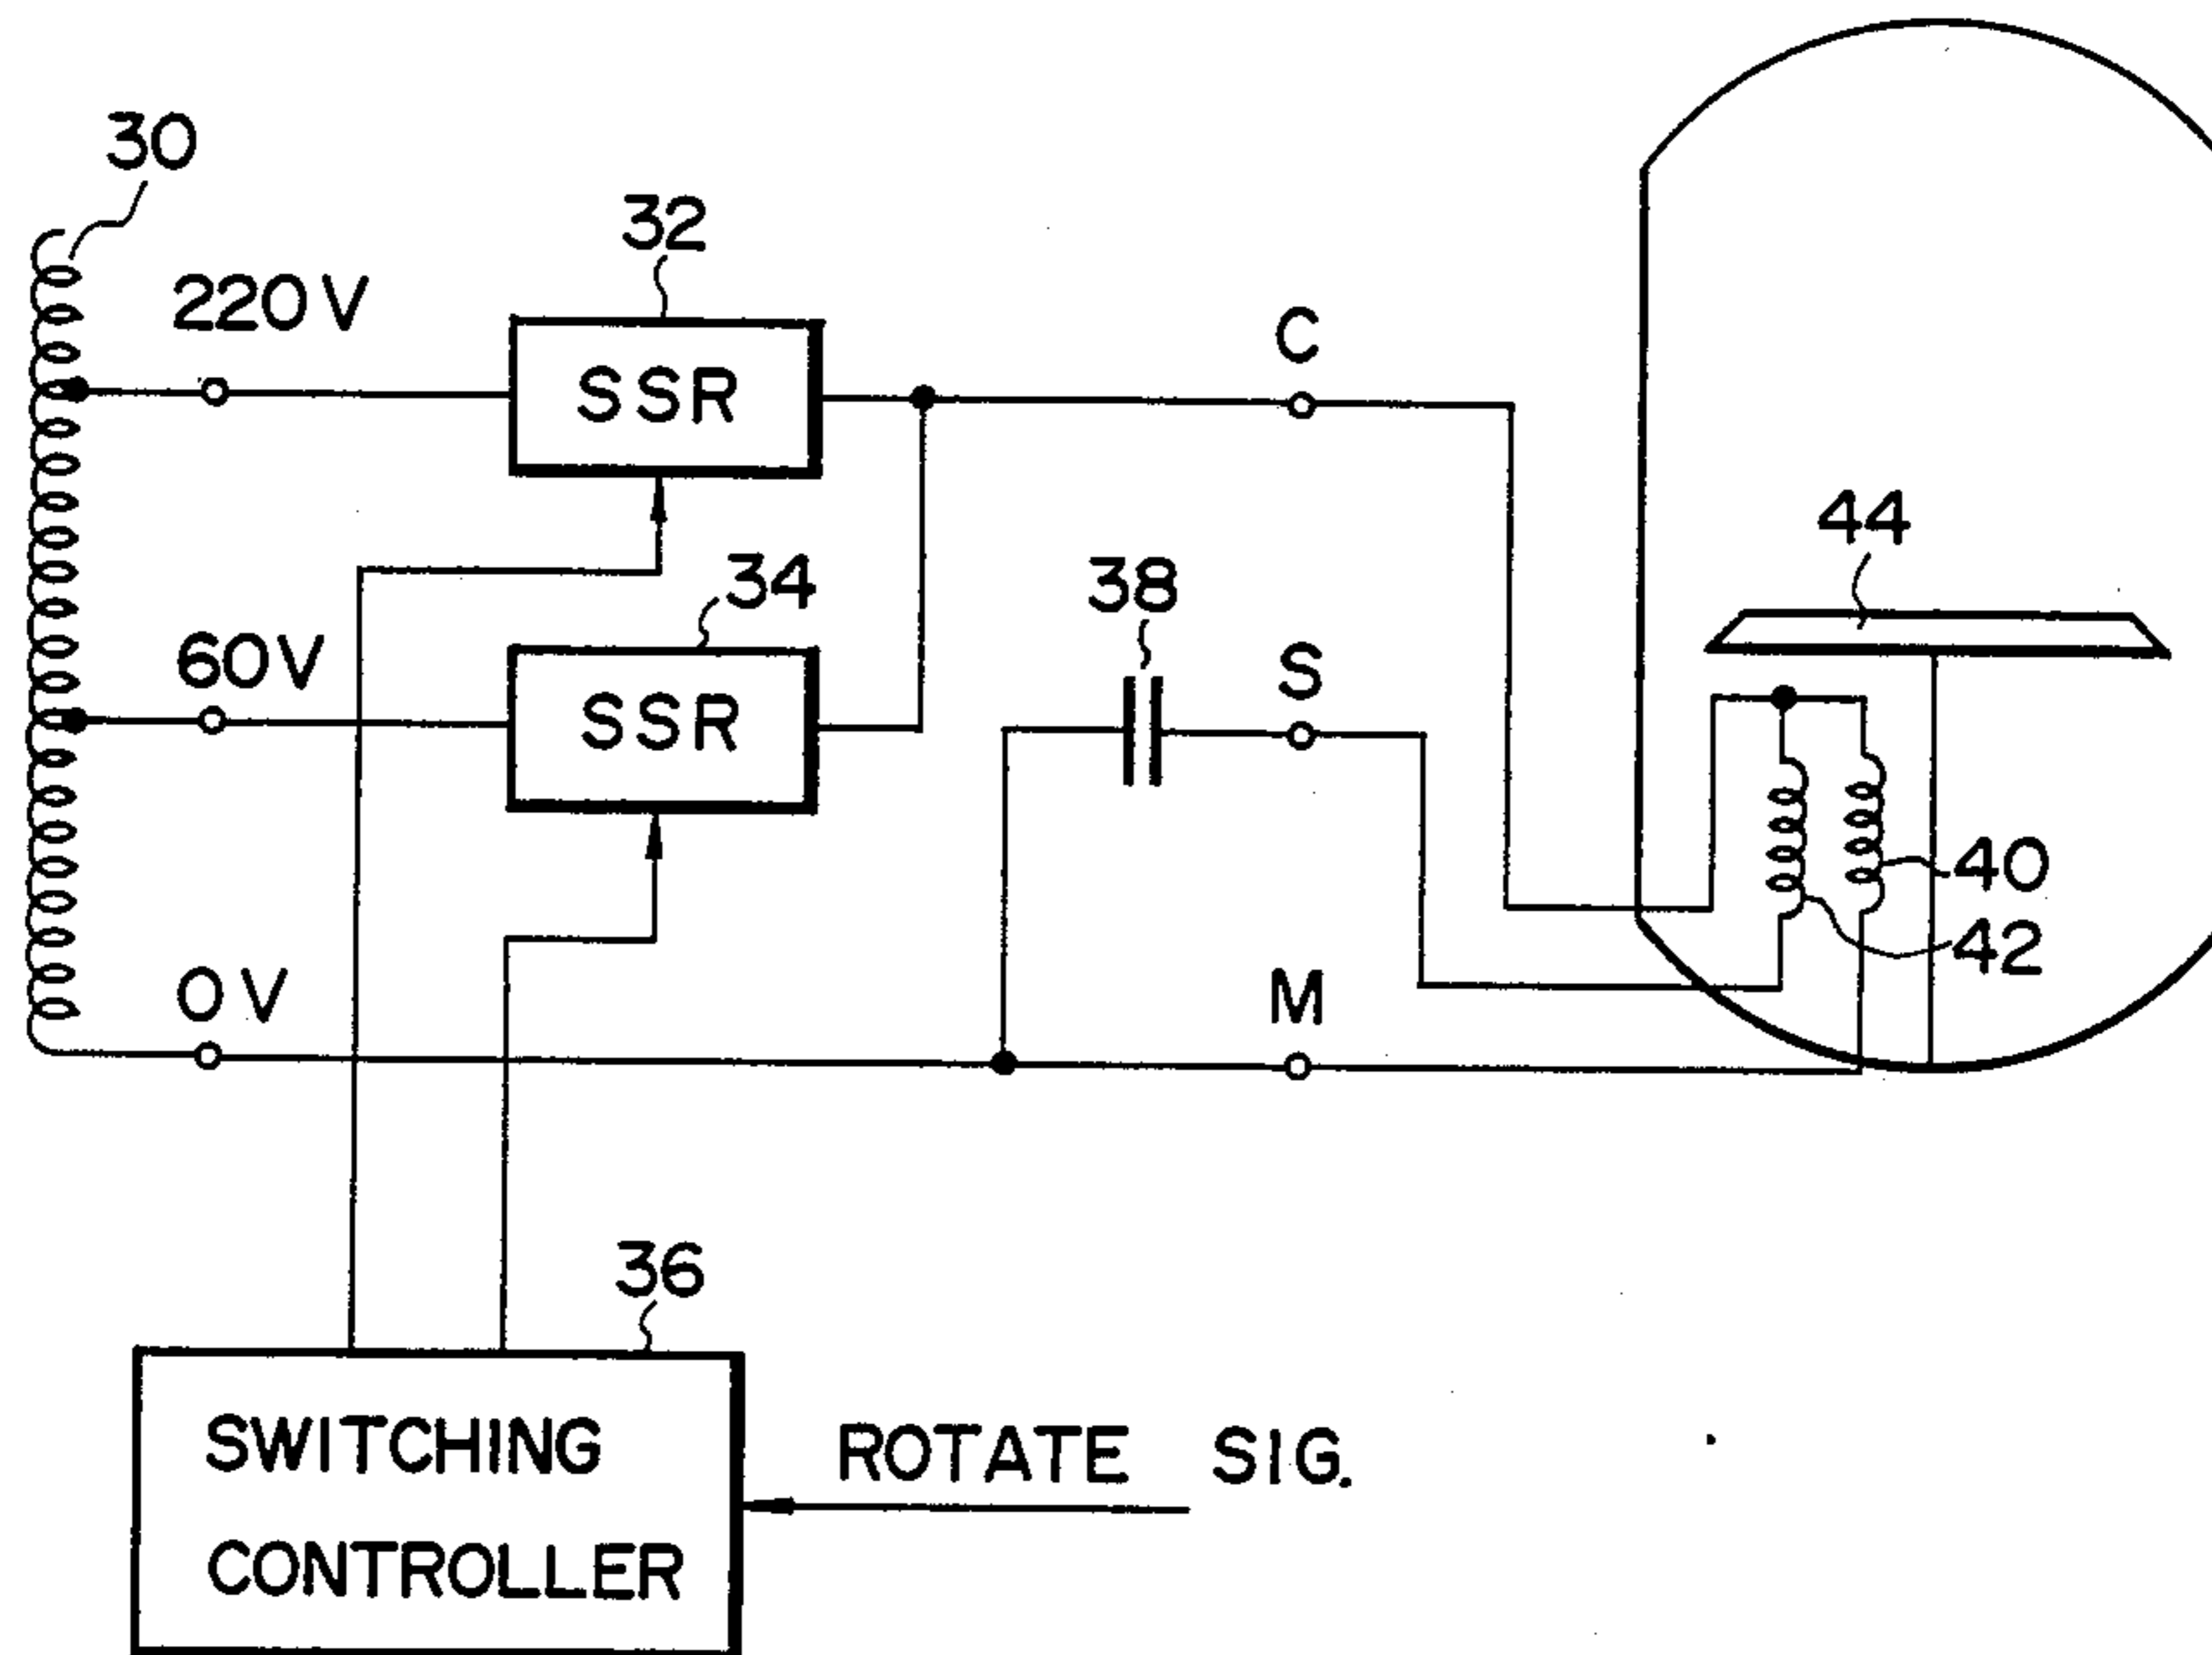 30
220V
32
SSR
C
44
60V
34
SSR
38
S
40
42
0V
M
36
SWITCHING
CONTROLLER
ROTATE SIG.